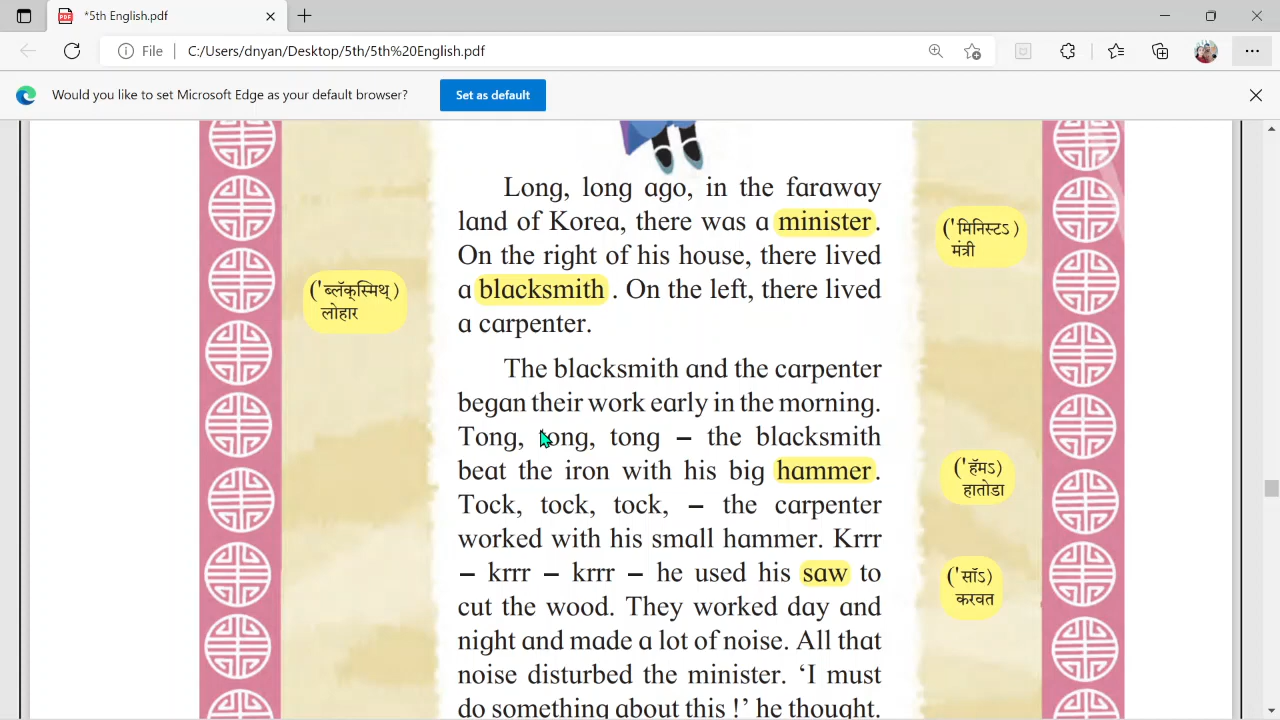 *5th English.pdf
File
C:/Users/dnyan/Desktop/5th/5th%20English.pdf
Would you like to set Microsoft Edge as your default browser?
Set as default
Long, long ago, in the faraway
land of Korea, there was a minister.
On the right of his house, there lived
a blacksmith. On the left, there lived
a carpenter.
('मिनिस्टऽ)
मंत्री
('ब्लॅक्स्मिथ्)
लोहार
The blacksmith and the carpenter
began their work early in the morning.
Tong, tong, tong – the blacksmith
beat the iron with his big hammer.
Tock, tock, tock, – the carpenter
worked with his small hammer. Krrr
– krrr – krrr – he used his saw to
cut the wood. They worked day and
night and made a lot of noise. All that
noise disturbed the minister. ‘I must
do something about this !’ he thought.
('हॅमऽ)
हातोडा
('सॉऽ)
करवत